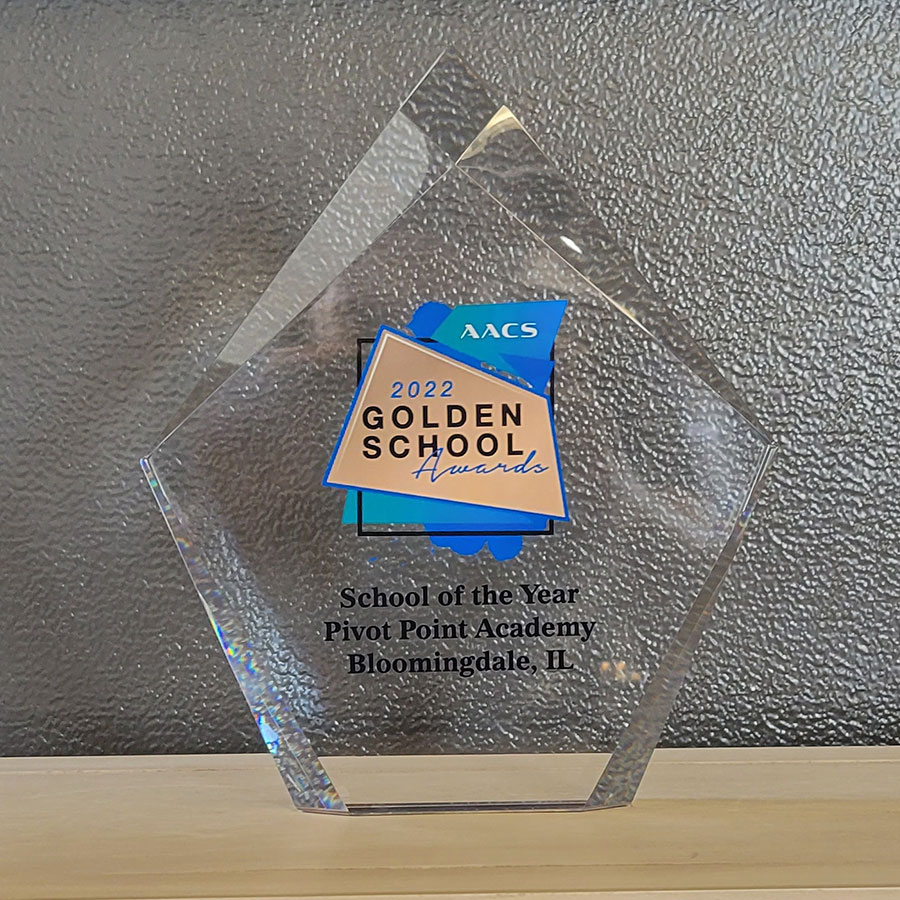 AACS
2022
GOLDEN
SCHOOL
Awards
School of the Year
Pivot Point Academy
Bloomingdale, IL